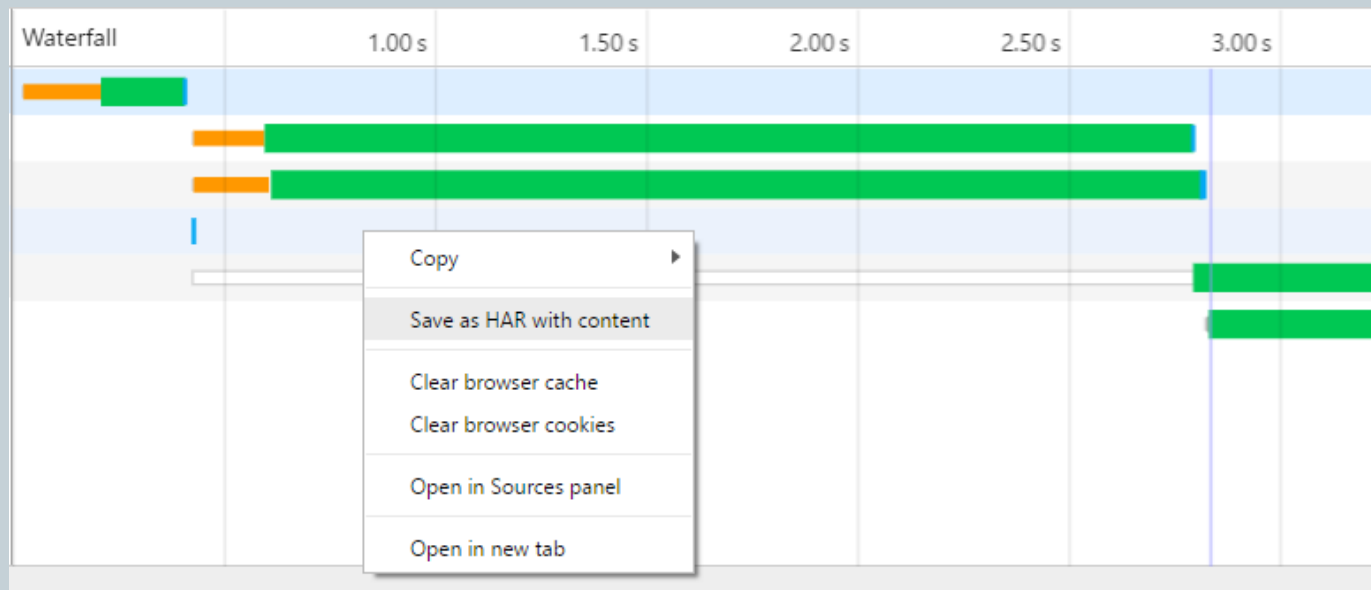 Waterfall 1.00 s 1.50 s 2.00 s 2.50 s 3.00 s
Copy
Save as HAR with content
Clear browser cache
Clear browser cookies
Open in Sources panel
Open in new tab